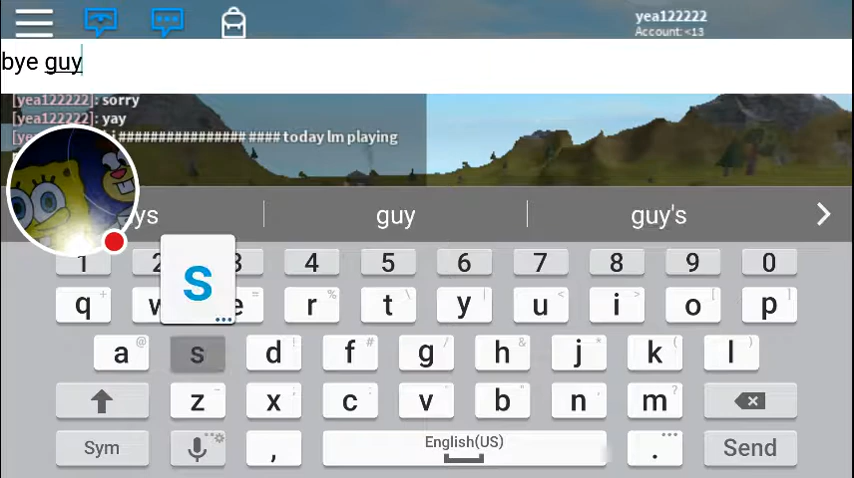 yea122222
Account: <13
bye guy
[yea122222]: sorry
[yea122222]: yay
################ #### today lm playing
guy guy's
1 2 3 4 5 6 7 8 9 0
q w e r t y u i o p
s
a s d f g h j k l
z x c v b n m
Sym , English(US) . Send